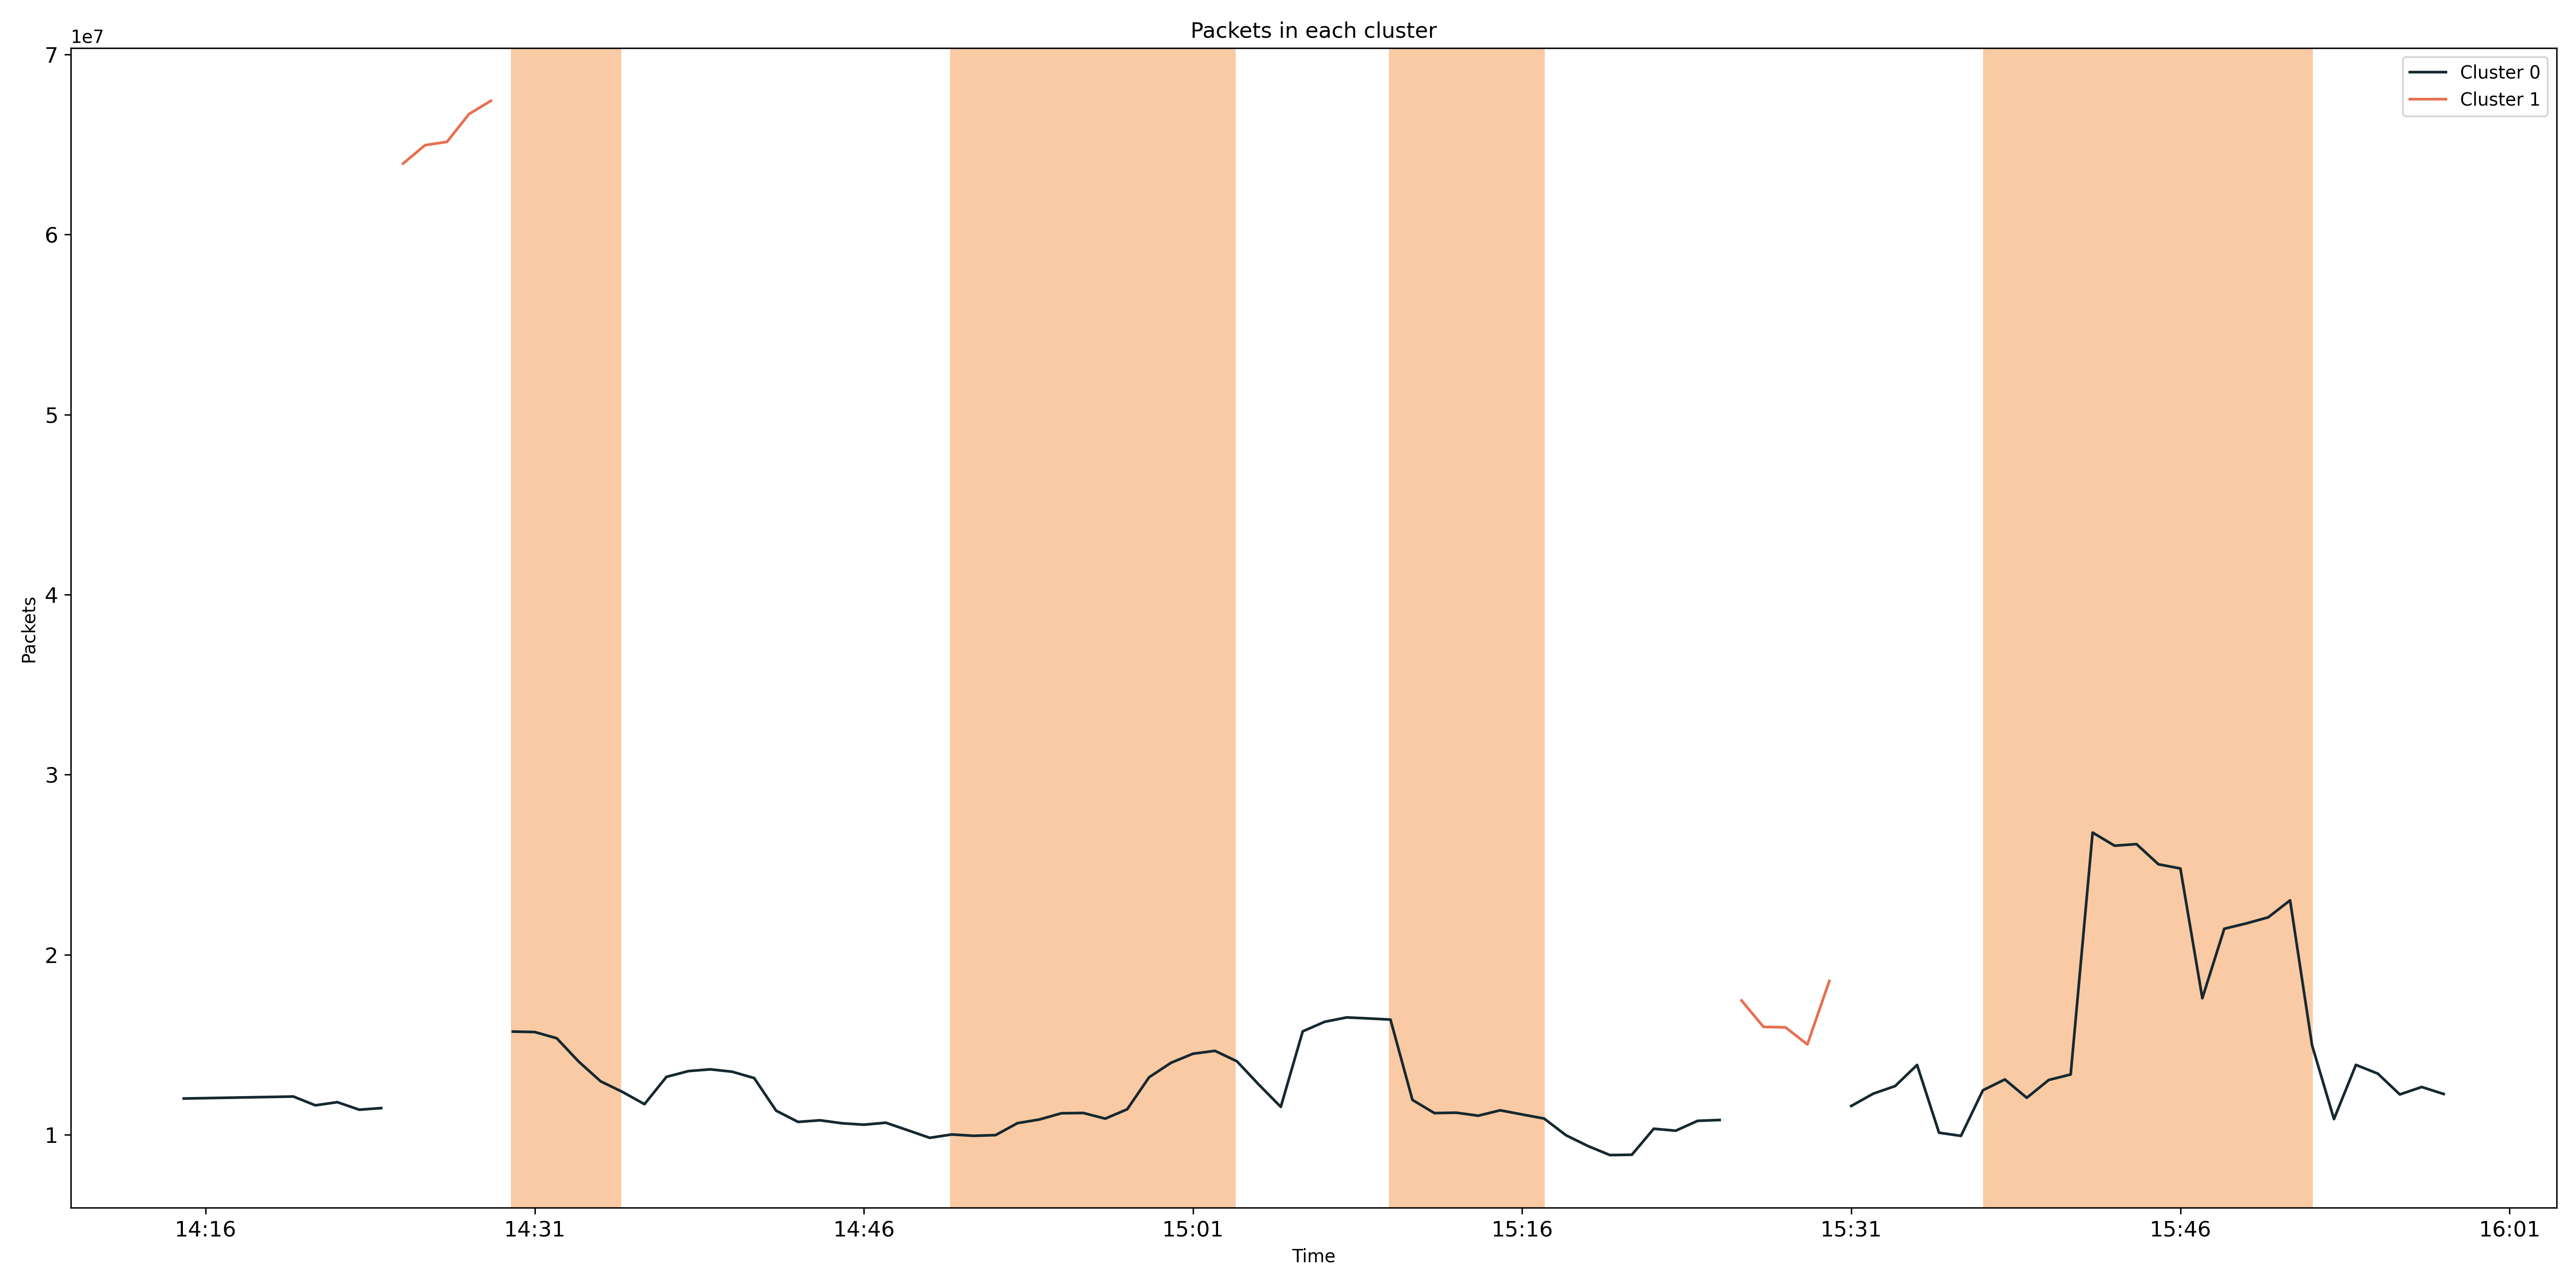 Packets in each cluster
1e7
7
6
5
4
3
2
1
Packets
Cluster 0
Cluster 1
14:16 14:31 14:46 15:01 15:16 15:31 15:46 16:01
Time